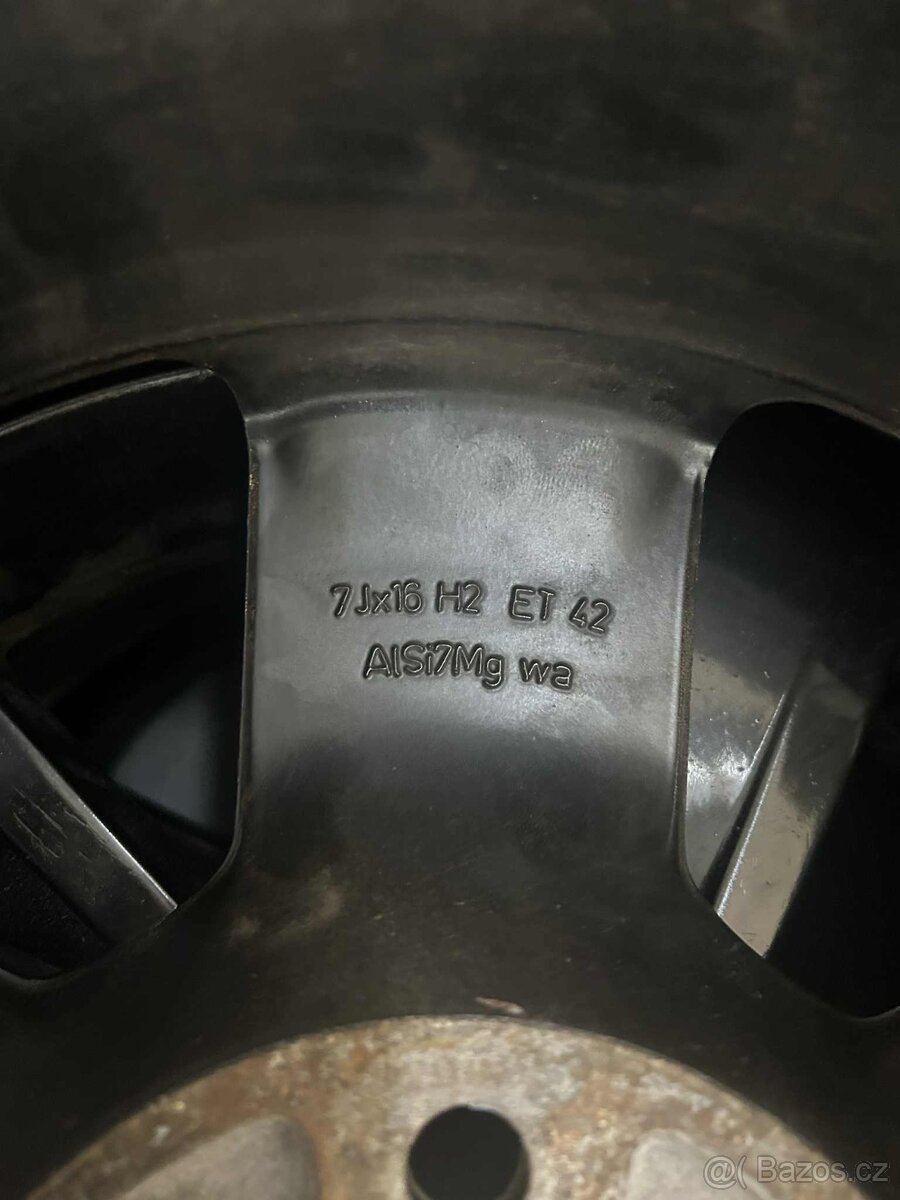 7Jx16 H2 ET 42
AlSi7Mg wa
@( Bazos.cz